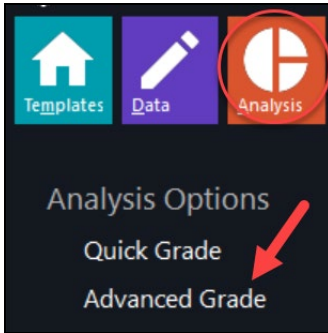 Templates Data Analysis
Analysis Options
Quick Grade
Advanced Grade